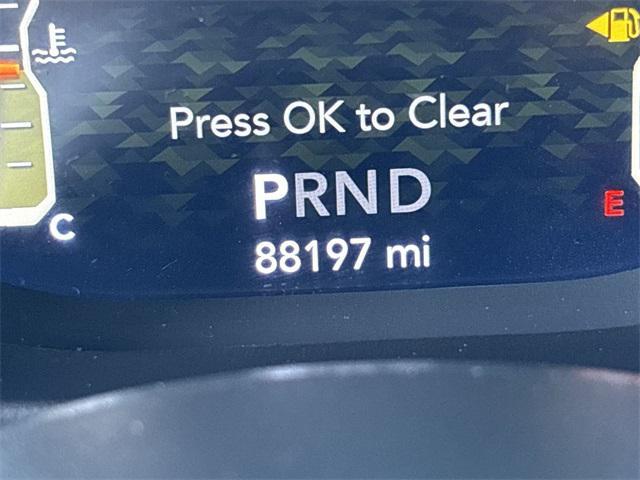 Press OK to Clear
PRND
E
C
88197 mi